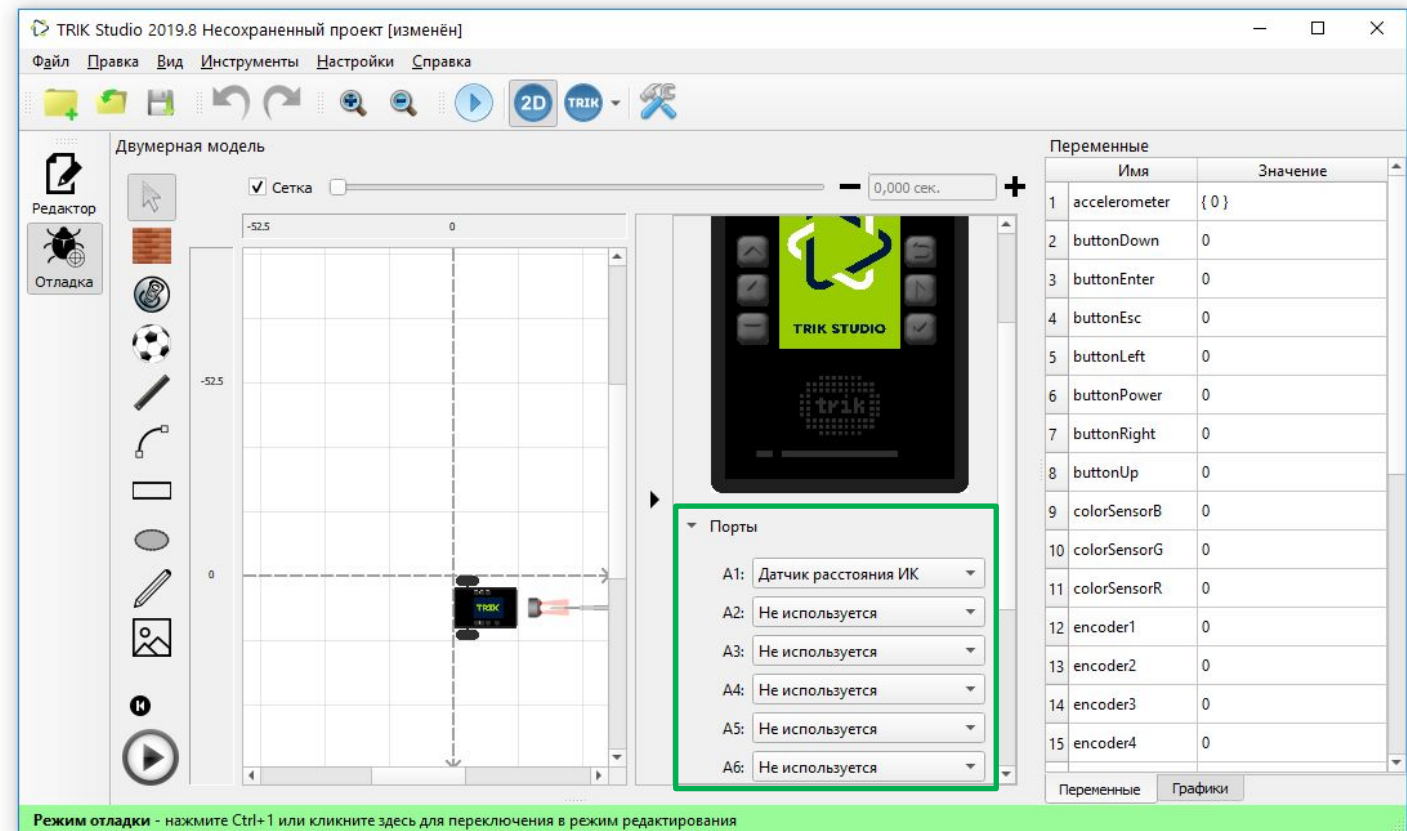 TRIK Studio 2019.8 Несохраненный проект [изменён]
Файл Правка Вид Инструменты Настройки Справка
2D TRIK
Редактор
Отладка
Двумерная модель
Сетка
0,000 сек.
-52.5 0
-52.5
0
TRIK
TRIK STUDIO
trik
Порты
A1: Датчик расстояния ИК
A2: Не используется
A3: Не используется
A4: Не используется
A5: Не используется
A6: Не используется
Переменные
Имя Значение
1 accelerometer { 0 }
2 buttonDown 0
3 buttonEnter 0
4 buttonEsc 0
5 buttonLeft 0
6 buttonPower 0
7 buttonRight 0
8 buttonUp 0
9 colorSensorB 0
10 colorSensorG 0
11 colorSensorR 0
12 encoder1 0
13 encoder2 0
14 encoder3 0
15 encoder4 0
Переменные Графики
Режим отладки - нажмите Ctrl+1 или кликните здесь для переключения в режим редактирования